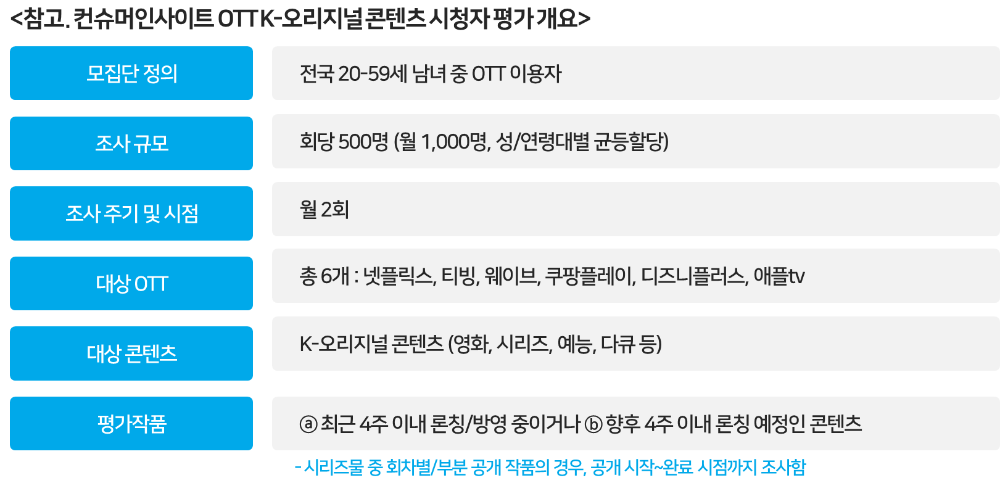 <참고. 컨슈머인사이트 OTT K-오리지널 콘텐츠 시청자 평가 개요>
모집단 정의
전국 20-59세 남녀 중 OTT 이용자
조사 규모
회당 500명 (월 1,000명, 성/연령대별 균등할당)
조사 주기 및 시점
월 2회
대상 OTT
총 6개 : 넷플릭스, 티빙, 웨이브, 쿠팡플레이, 디즈니플러스, 애플tv
대상 콘텐츠
K-오리지널 콘텐츠 (영화, 시리즈, 예능, 다큐 등)
평가작품
ⓐ 최근 4주 이내 론칭/방영 중이거나 ⓑ 향후 4주 이내 론칭 예정인 콘텐츠
- 시리즈물 중 회차별/부분 공개 작품의 경우, 공개 시작~완료 시점까지 조사함